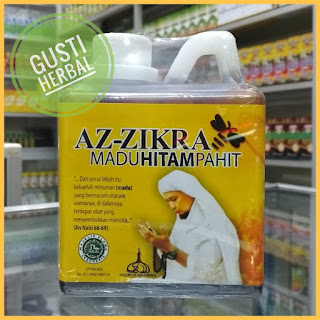 GUSTI
HERBAL
AZ-ZIKRA
MADUHITAMPAHIT
"... Dari perut lebah itu
keluarlah minuman (madu)
yang bermacam-macam
warnanya, di dalamnya
terdapat obat yang
menyembuhkan manusia..."
(An Nahl 68-69)